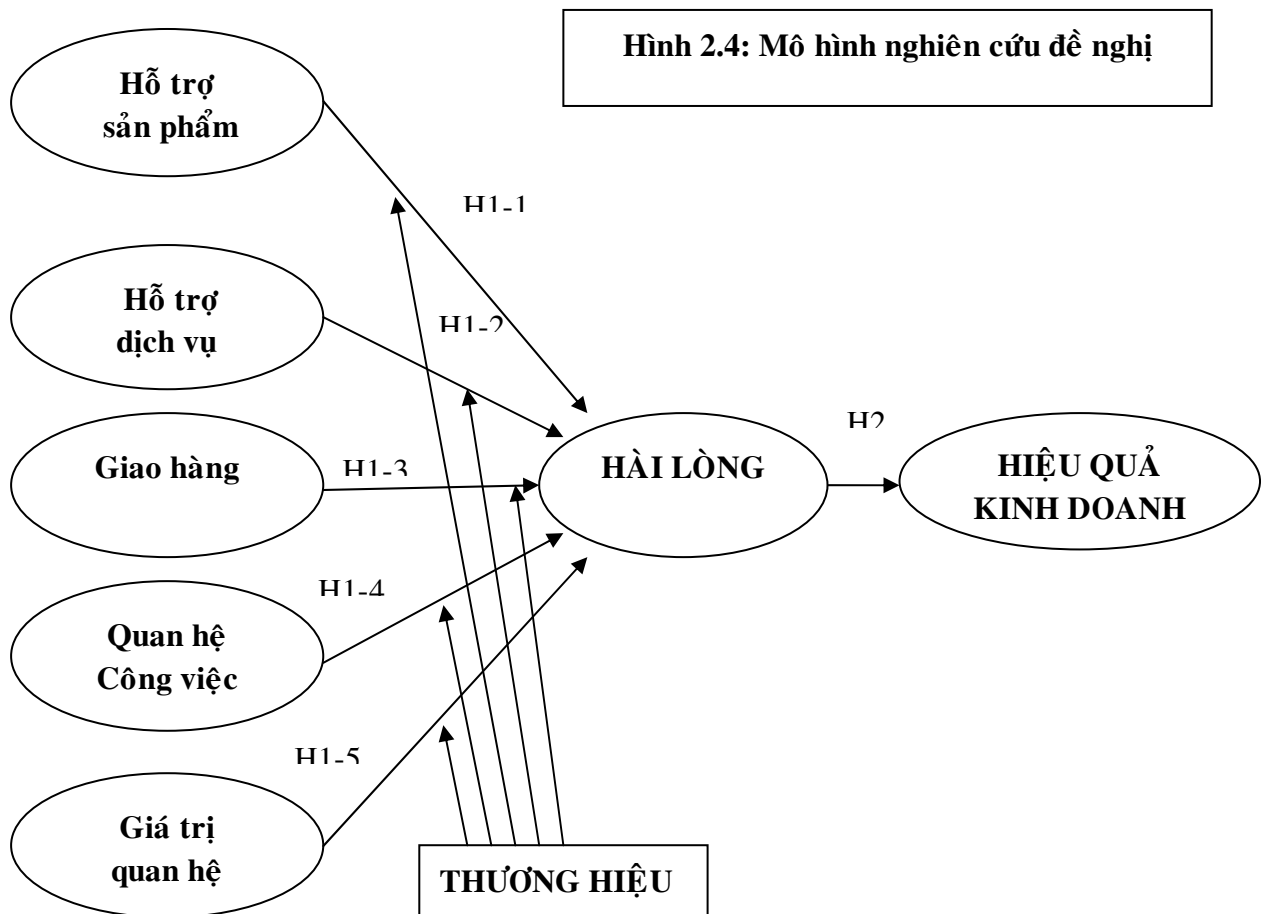 Hình 2.4: Mô hình nghiên cứu đề nghị
Hỗ trợ
sản phẩm
H1-1
Hỗ trợ
dịch vụ
H1-2
Giao hàng
H1-3
HÀI LÒNG
H2
HIỆU QUẢ
KINH DOANH
Quan hệ
Công việc
H1-4
Giá trị
quan hệ
H1-5
THƯƠNG HIỆU